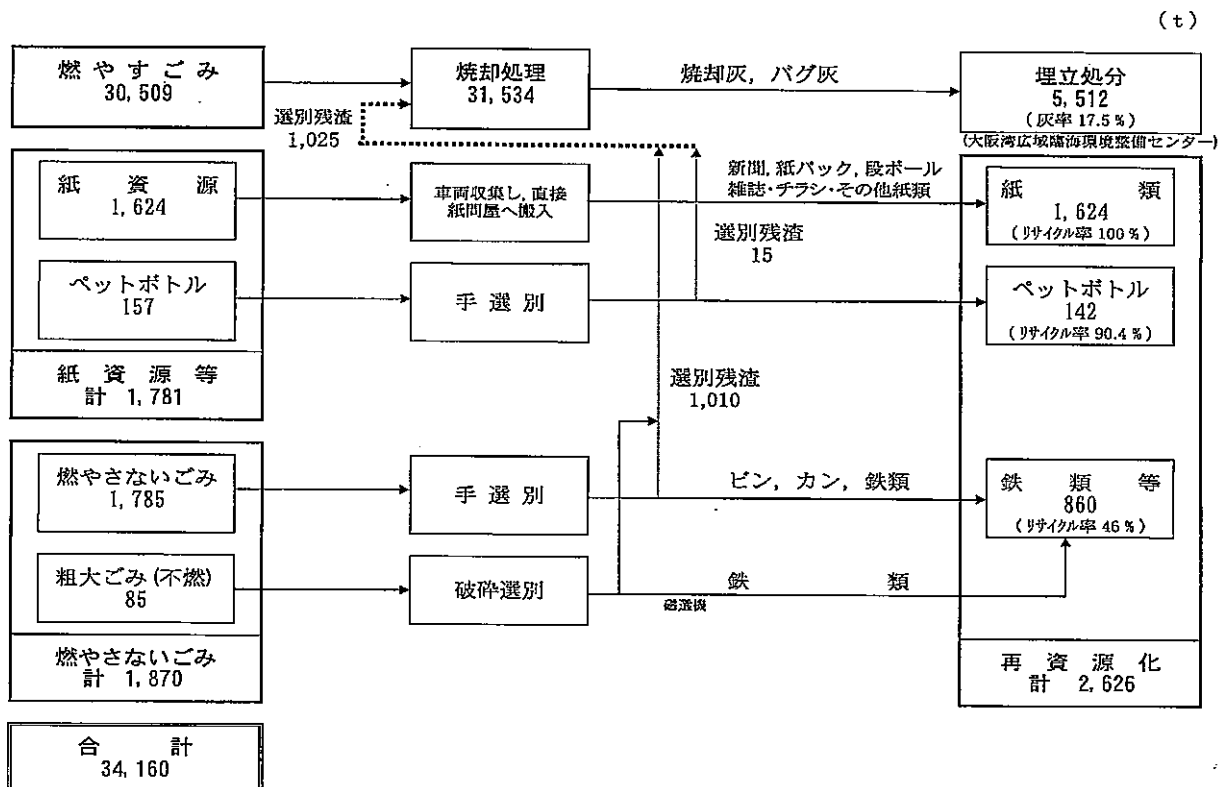 (t)
燃やすごみ
30,509
焼却処理
31,534
焼却灰，バグ灰
埋立処分
5,512
(灰率 17.5%)
(大阪湾広域臨海環境整備センター)
選別残渣
1,025
紙資源
1,624
車両収集し，直接
紙問屋へ搬入
新聞，紙パック，段ボール
雑誌・チラシ・その他紙類
紙類
1,624
(リサイクル率 100%)
選別残渣
15
ペットボトル
157
手選別
ペットボトル
142
(リサイクル率 90.4%)
紙資源等
計 1,781
選別残渣
1,010
燃やさないごみ
1,785
手選別
ビン，カン，鉄類
鉄類等
860
(リサイクル率 46%)
粗大ごみ(不燃)
85
破砕選別
磁選機
鉄類
燃やさないごみ
計 1,870
再資源化
計 2,626
合計
34,160